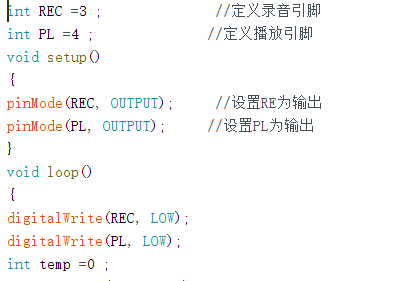 int REC =3 ;                //定义录音引脚
int PL =4 ;                //定义播放引脚
void setup()
{
pinMode(REC, OUTPUT);      //设置RE为输出
pinMode(PL, OUTPUT);     //设置PL为输出
}
void loop()
{
digitalWrite(REC, LOW);
digitalWrite(PL, LOW);
int temp =0 ;